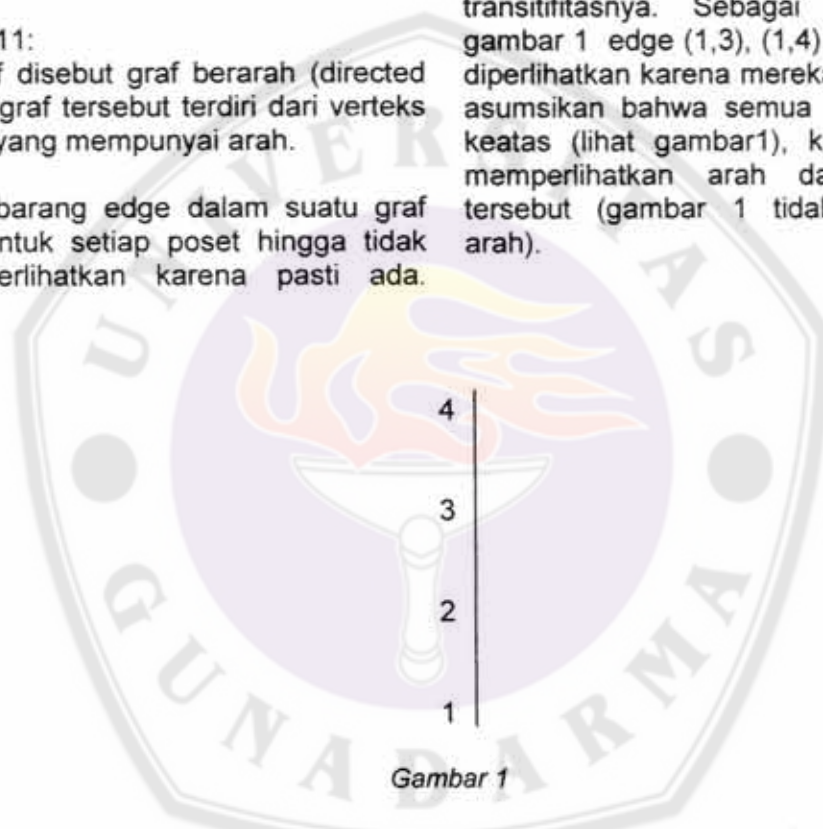 11:
f disebut graf berarah (directed
graf tersebut terdiri dari verteks
yang mempunyai arah.
barang edge dalam suatu graf
ntuk setiap poset hingga tidak
erlihatkan karena pasti ada.
transitifitasnya. Sebagai
gambar 1 edge (1,3), (1,4)
diperlihatkan karena mereks
asumsikan bahwa semua
keatas (lihat gambar1), k
memperlihatkan arah da
tersebut (gambar 1 tidal
arah).
4
3
2
1
Gambar 1
UNIVERSITAS
GUNADARMA